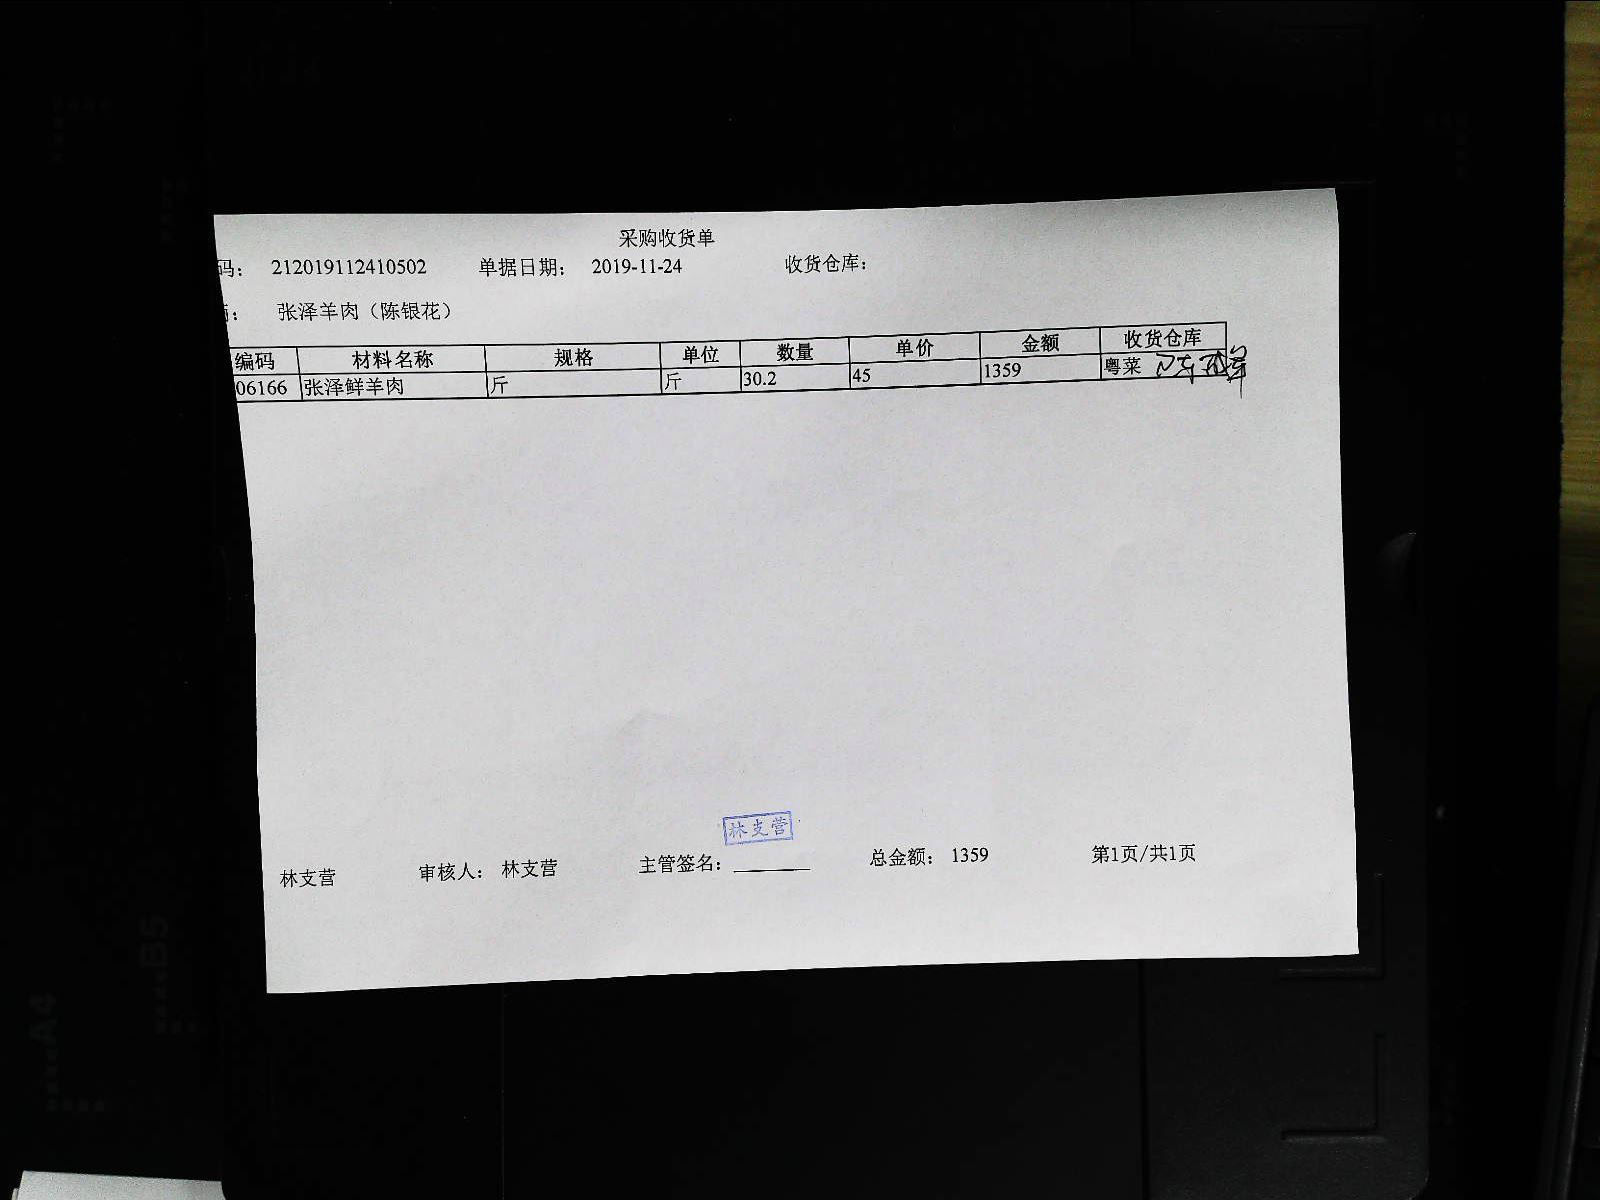 采购收货单
码： 212019112410502 单据日期： 2019-11-24 收货仓库：
： 张泽羊肉（陈银花）
编码 材料名称 规格 单位 数量 单价 金额 收货仓库
06166 张泽鲜羊肉 斤 斤 30.2 45 1359 粤菜
林支营
林支营 审核人： 林支营 主管签名： 总金额： 1359 第1页/共1页
A4
B5